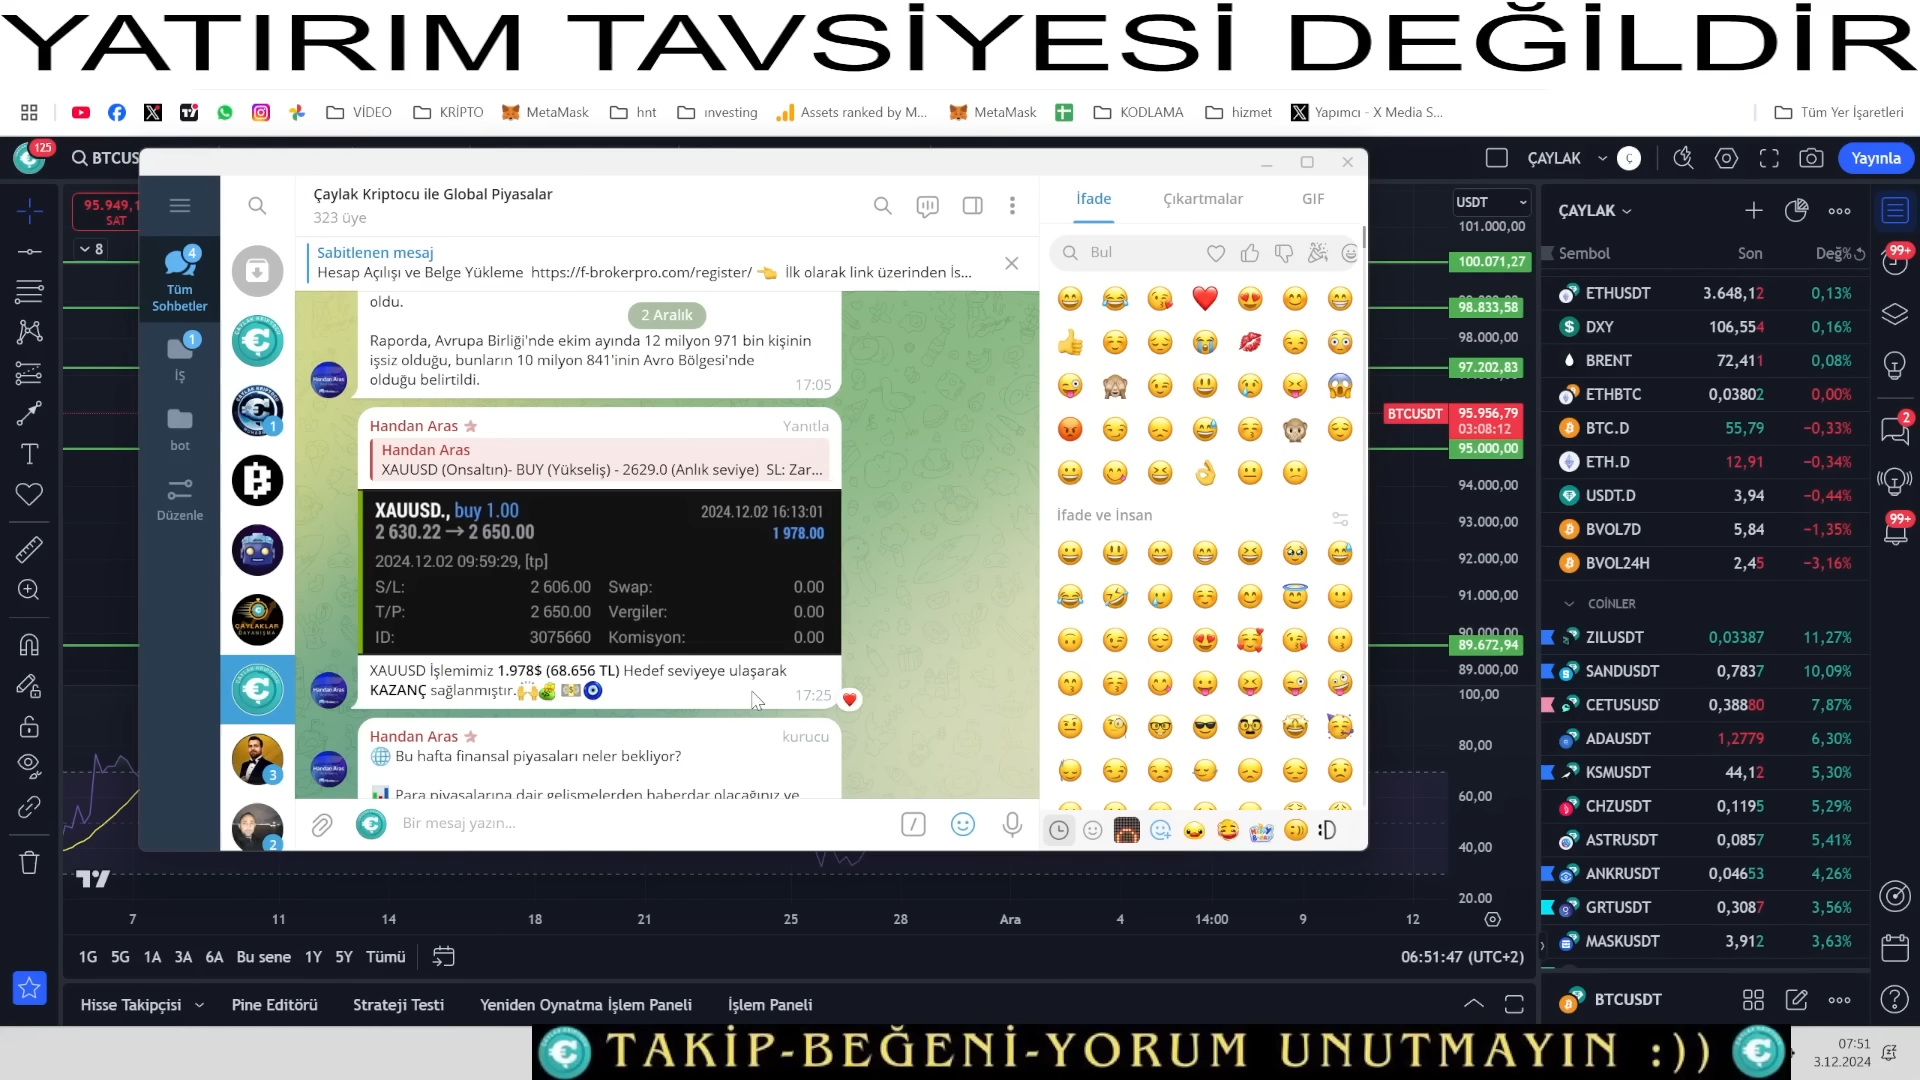 YATIRIM TAVSİYESİ DEĞİLDİR
VİDEO
KRİPTO
MetaMask
hnt
ınvesting
Assets ranked by M...
MetaMask
KODLAMA
hizmet
Yapımcı - X Media S...
Tüm Yer İşaretleri
125
BTCUS
ÇAYLAK
Ç
Yayınla
95.949,1
SAT
8
4
Tüm
Sohbetler
1
İş
bot
Düzenle
1
3
2
Çaylak Kriptocu ile Global Piyasalar
323 üye
Sabitlenen mesaj
Hesap Açılışı ve Belge Yükleme https://f-brokerpro.com/register/ 👈 İlk olarak link üzerinden İs...
oldu.
2 Aralık
Raporda, Avrupa Birliği'nde ekim ayında 12 milyon 971 bin kişinin
işsiz olduğu, bunların 10 milyon 841'inin Avro Bölgesi'nde
olduğu belirtildi.
17:05
Handan Aras
Yanıtla
Handan Aras
XAUUSD (Onsaltın)- BUY (Yükseliş) - 2629.0 (Anlık seviye) SL: Zar...
XAUUSD., buy 1.00
2024.12.02 16:13:01
2 630.22 → 2 650.00
1 978.00
2024.12.02 09:59:29, [tp]
S/L: 2 606.00 Swap: 0.00
T/P: 2 650.00 Vergiler: 0.00
ID: 3075660 Komisyon: 0.00
XAUUSD İşlemimiz 1.978$ (68.656 TL) Hedef seviyeye ulaşarak
KAZANÇ sağlanmıştır.
17:25
Handan Aras
kurucu
Bu hafta finansal piyasaları neler bekliyor?
Para piyasalarına dair gelişmelerden haberdar olacağınız ve
Bir mesaj yazın...
İfade
Çıkartmalar
GIF
Bul
İfade ve İnsan
USDT
101.000,00
100.071,27
98.833,58
98.000,00
97.202,83
BTCUSDT
95.956,79
03:08:12
95.000,00
94.000,00
93.000,00
92.000,00
91.000,00
89.672,94
89.000,00
100,00
80,00
60,00
40,00
20.00
7
11
14
18
21
25
28
Ara
4
14:00
9
12
1G
5G
1A
3A
6A
Bu sene
1Y
5Y
Tümü
06:51:47 (UTC+2)
Hisse Takipçisi
Pine Editörü
Strateji Testi
Yeniden Oynatma İşlem Paneli
İşlem Paneli
ÇAYLAK
Sembol Son Değ%
ETHUSDT 3.648,12 0,13%
DXY 106,554 0,16%
BRENT 72,411 0,08%
ETHBTC 0,03802 0,00%
BTC.D 55,79 −0,33%
ETH.D 12,91 −0,34%
USDT.D 3,94 −0,44%
BVOL7D 5,84 −1,35%
BVOL24H 2,45 −3,16%
COİNLER
ZILUSDT 0,03387 11,27%
SANDUSDT 0,7837 10,09%
CETUSUSD 0,38880 7,87%
ADAUSDT 1,2779 6,30%
KSMUSDT 44,12 5,30%
CHZUSDT 0,1195 5,29%
ASTRUSDT 0,0857 5,41%
ANKRUSDT 0,04653 4,26%
GRTUSDT 0,3087 3,56%
MASKUSDT 3,912 3,63%
BTCUSDT
99+
2
99+
TAKİP-BEĞENİ-YORUM UNUTMAYIN :))
07:51
3.12.2024